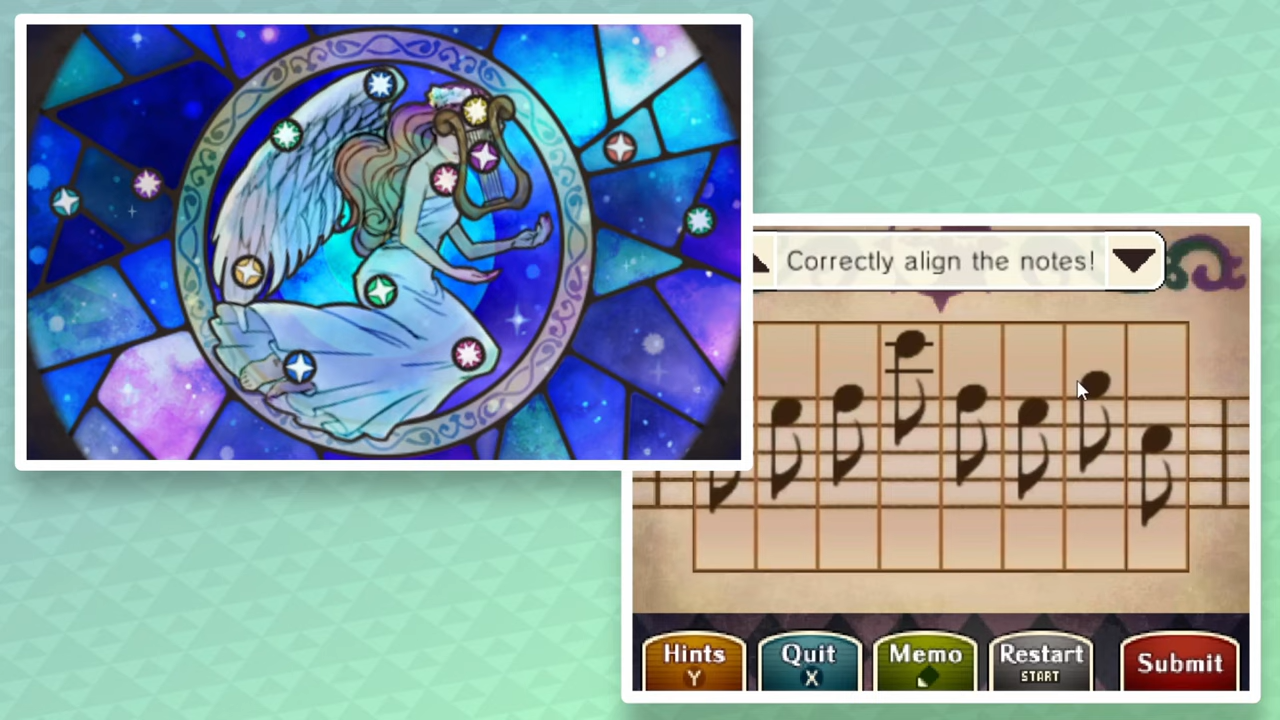 Correctly align the notes!
Hints
Y
Quit
X
Memo
Restart
START
Submit